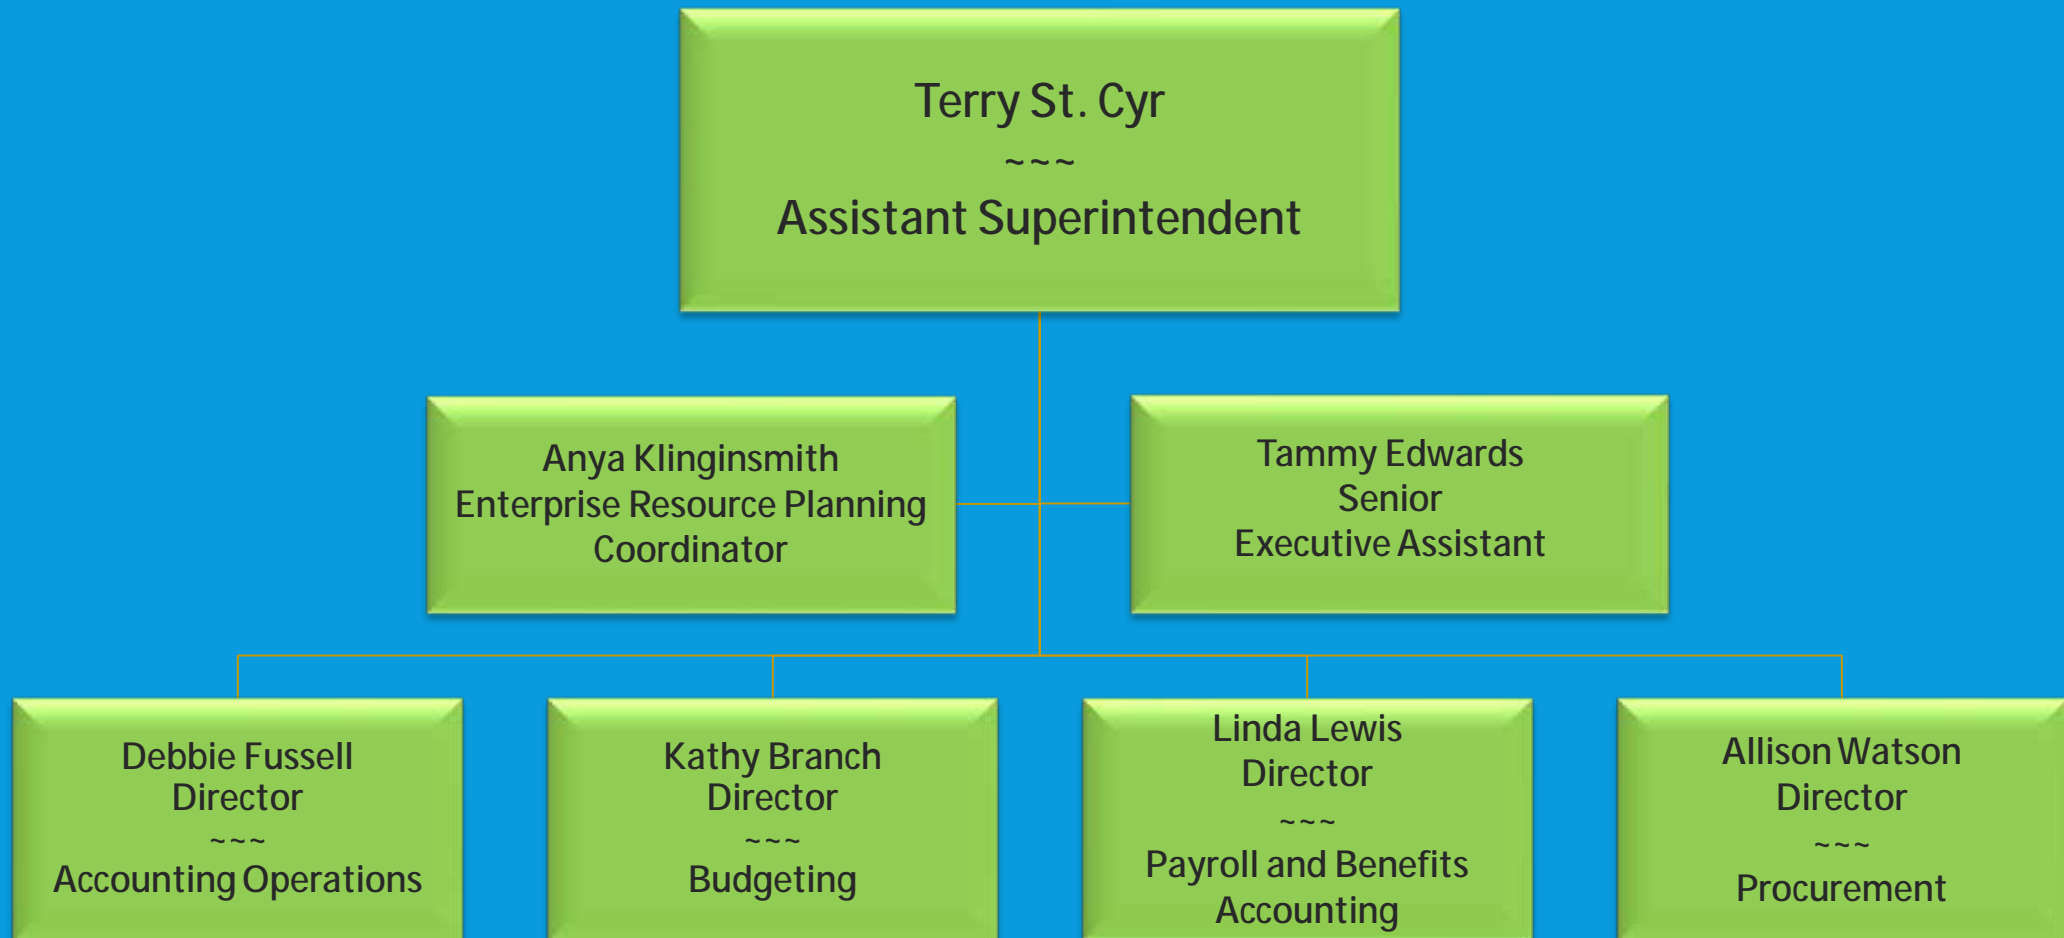 Terry St. Cyr
~~~
Assistant Superintendent
Anya Klinginsmith
Enterprise Resource Planning
Coordinator
Tammy Edwards
Senior
Executive Assistant
Debbie Fussell
Director
~~~
Accounting Operations
Kathy Branch
Director
~~~
Budgeting
Linda Lewis
Director
~~~
Payroll and Benefits
Accounting
Allison Watson
Director
~~~
Procurement